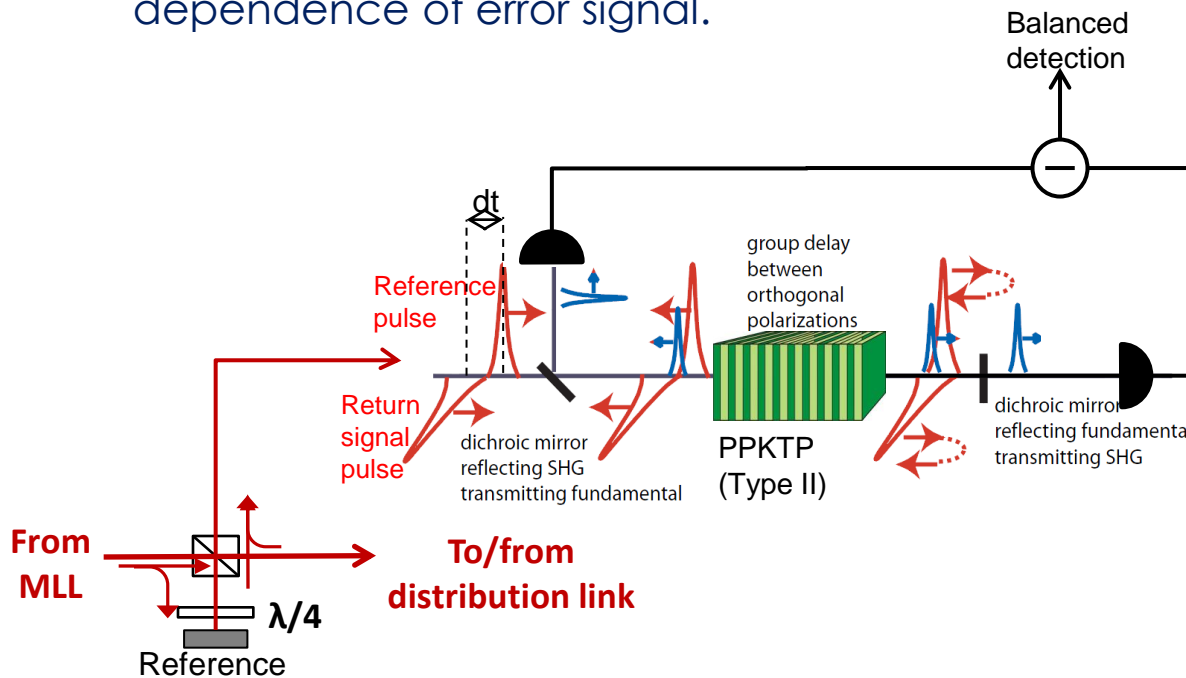 dependence of error signal.
Balanced
detection
dt
group delay
between
orthogonal
polarizations
Reference
pulse
Return
signal
pulse
dichroic mirror
reflecting SHG
transmitting fundamental
PPKTP
(Type II)
dichroic mirror
reflecting fundamenta
transmitting SHG
From
MLL
To/from
distribution link
λ/4
Reference